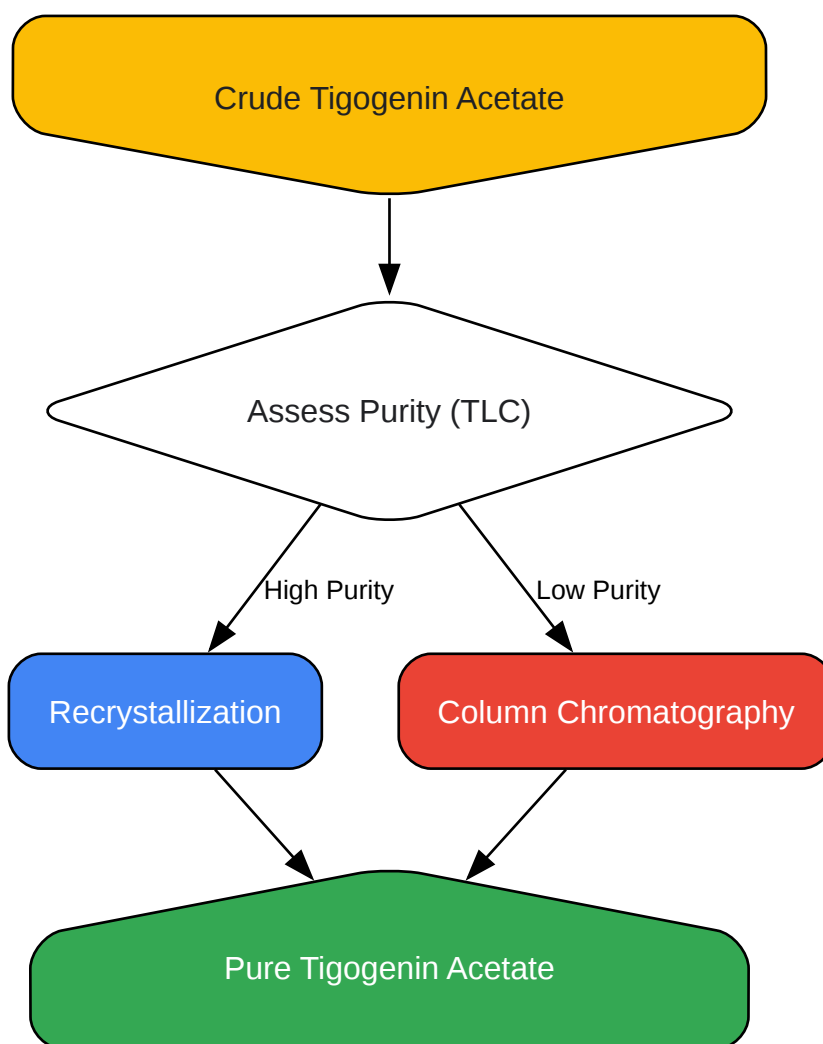 Crude Tigogenin Acetate
Assess Purity (TLC)
High Purity
Low Purity
Recrystallization
Column Chromatography
Pure Tigogenin Acetate